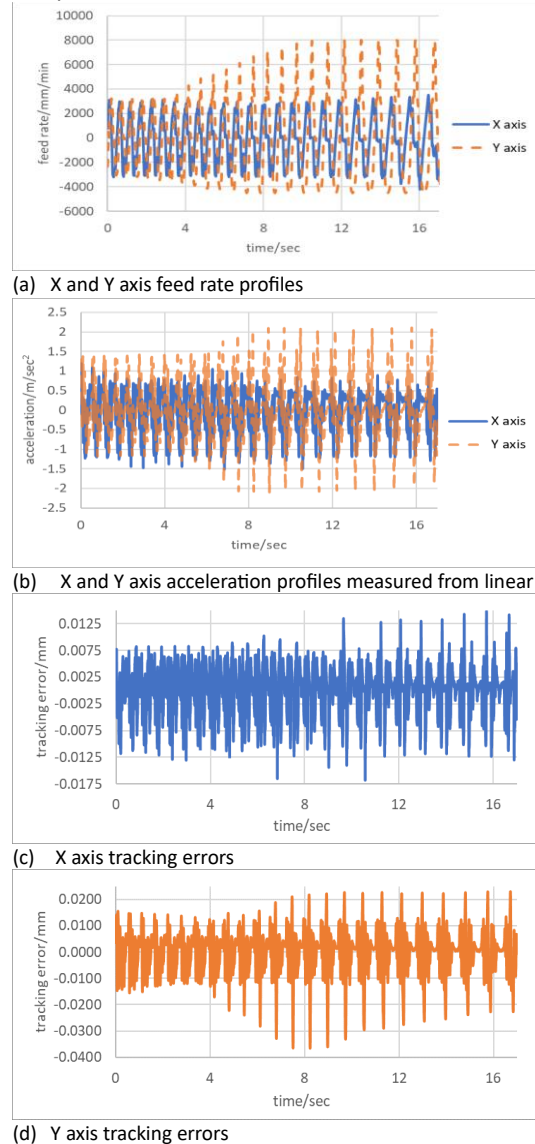 10000
8000
6000
4000
2000
0
-2000
-4000
-6000
feed rate/mm/min
0 4 8 12 16
time/sec
X axis
Y axis
(a) X and Y axis feed rate profiles
2.5
2
1.5
1
0.5
0
-0.5
-1
-1.5
-2
-2.5
acceleration/m/sec²
0 4 8 12 16
time/sec
X axis
Y axis
(b) X and Y axis acceleration profiles measured from linear
0.0125
0.0075
0.0025
-0.0025
-0.0075
-0.0125
-0.0175
tracking error/mm
0 4 8 12 16
time/sec
(c) X axis tracking errors
0.0200
0.0100
0.0000
-0.0100
-0.0200
-0.0300
-0.0400
tracking error/mm
0 4 8 12 16
time/sec
(d) Y axis tracking errors